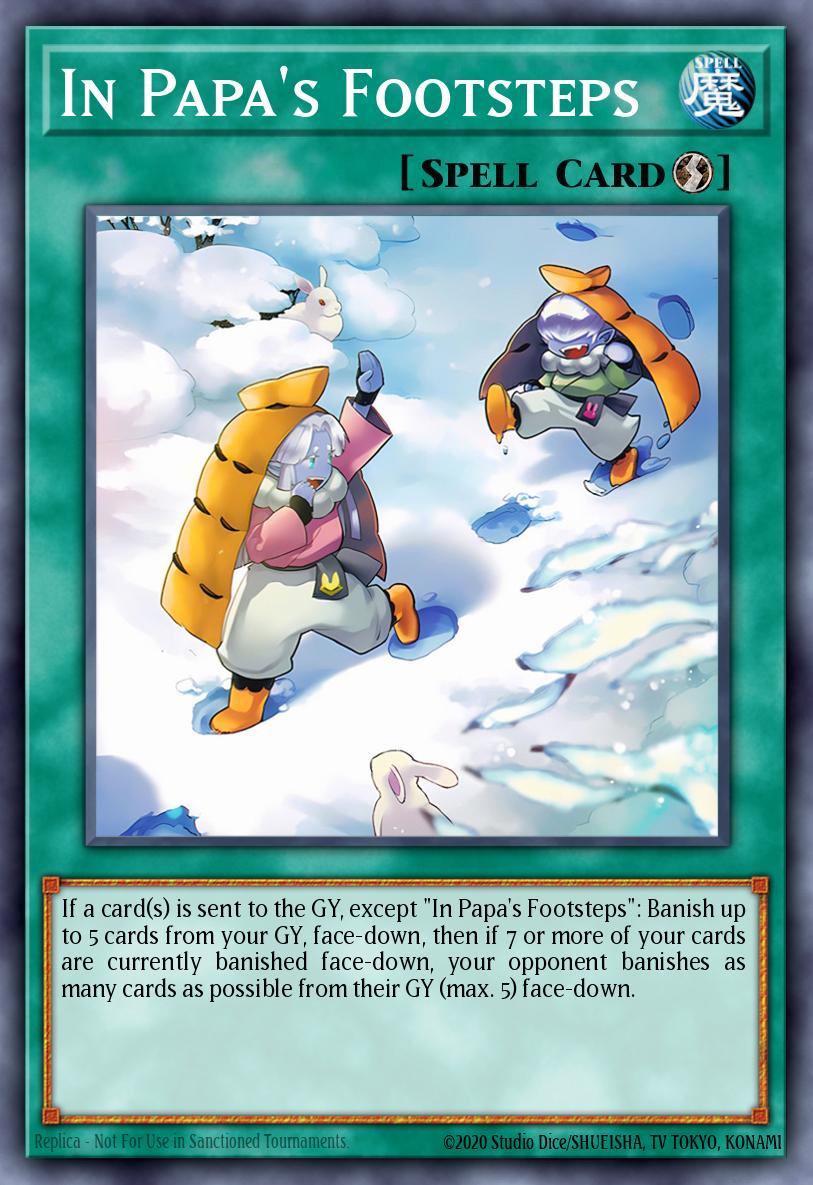 In Papa's Footsteps
SPELL
魔
[Spell Card]
If a card(s) is sent to the GY, except "In Papa's Footsteps": Banish up
to 5 cards from your GY, face-down, then if 7 or more of your cards
are currently banished face-down, your opponent banishes as
many cards as possible from their GY (max. 5) face-down.
Replica - Not For Use in Sanctioned Tournaments.
©2020 Studio Dice/SHUEISHA, TV TOKYO, KONAMI